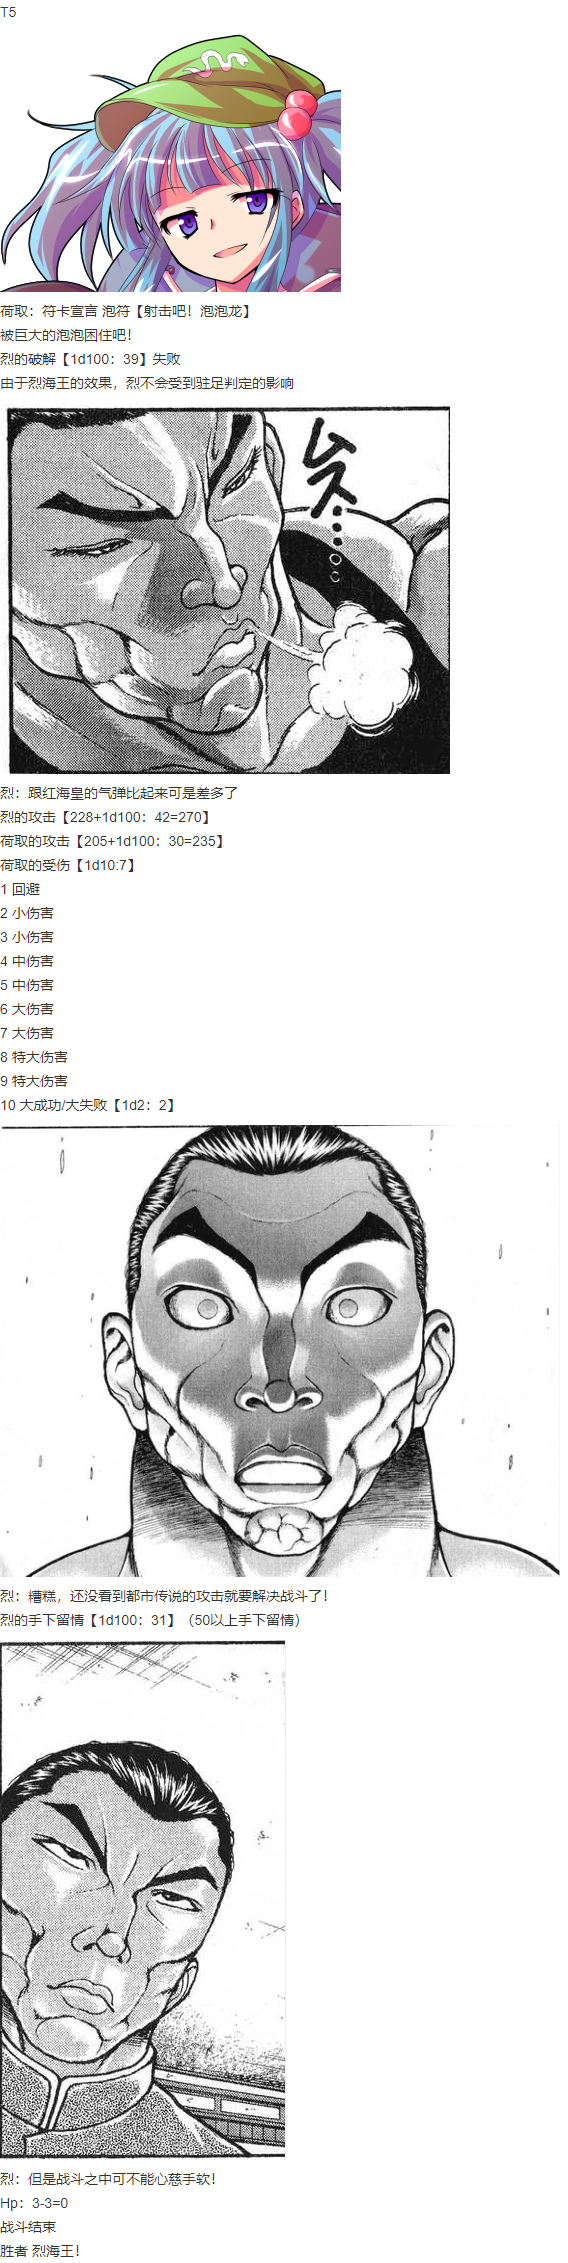 T5
荷取：符卡宣言 泡符【射击吧！泡泡龙】
被巨大的泡泡困住吧！
烈的破解【1d100：39】失败
由于烈海王的效果，烈不会受到驻足判定的影响
ムス…。。
烈：跟红海皇的气弹比起来可是差多了
烈的攻击【228+1d100：42=270】
荷取的攻击【205+1d100：30=235】
荷取的受伤【1d10:7】
1 回避
2 小伤害
3 小伤害
4 中伤害
5 中伤害
6 大伤害
7 大伤害
8 特大伤害
9 特大伤害
10 大成功/大失败【1d2：2】
烈：糟糕，还没看到都市传说的攻击就要解决战斗了！
烈的手下留情【1d100：31】（50以上手下留情）
烈：但是战斗之中可不能心慈手软！
Hp：3-3=0
战斗结束
胜者 烈海王！